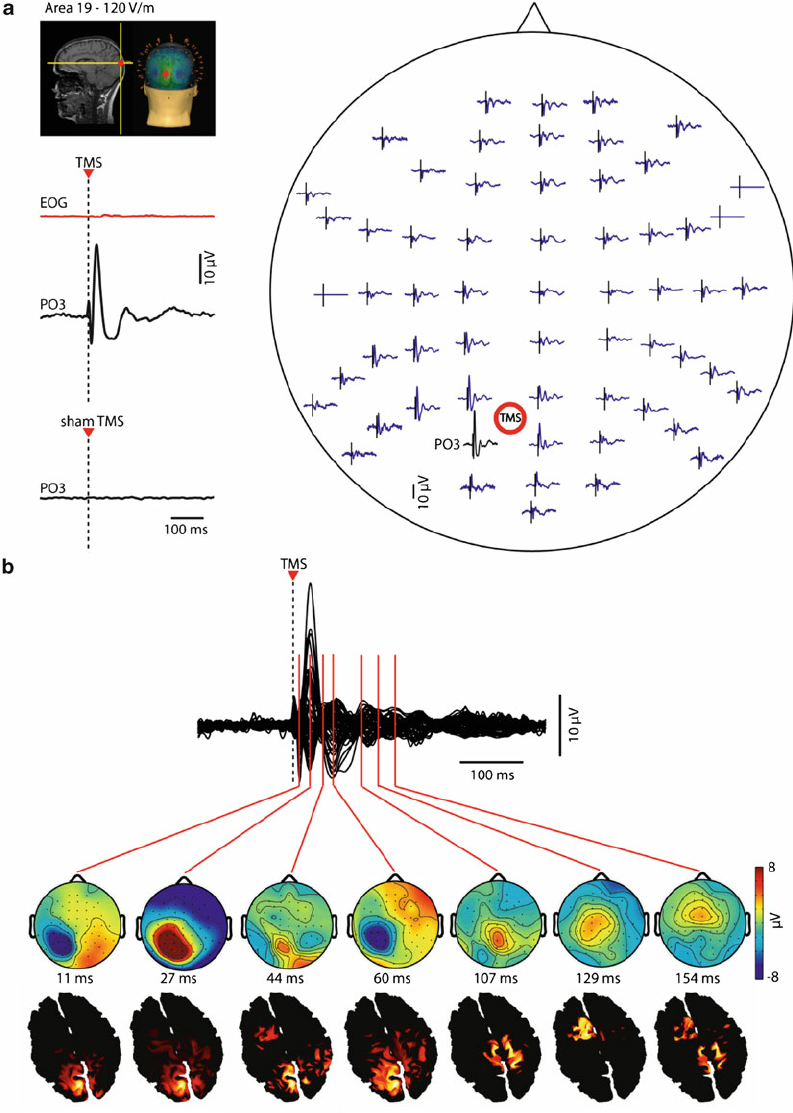 a
Area 19 - 120 V/m
TMS
EOG
10 µV
PO3
sham TMS
PO3
100 ms
TMS
PO3
10 µV
b
TMS
10 µV
100 ms
8
µV
-8
11 ms 27 ms 44 ms 60 ms 107 ms 129 ms 154 ms